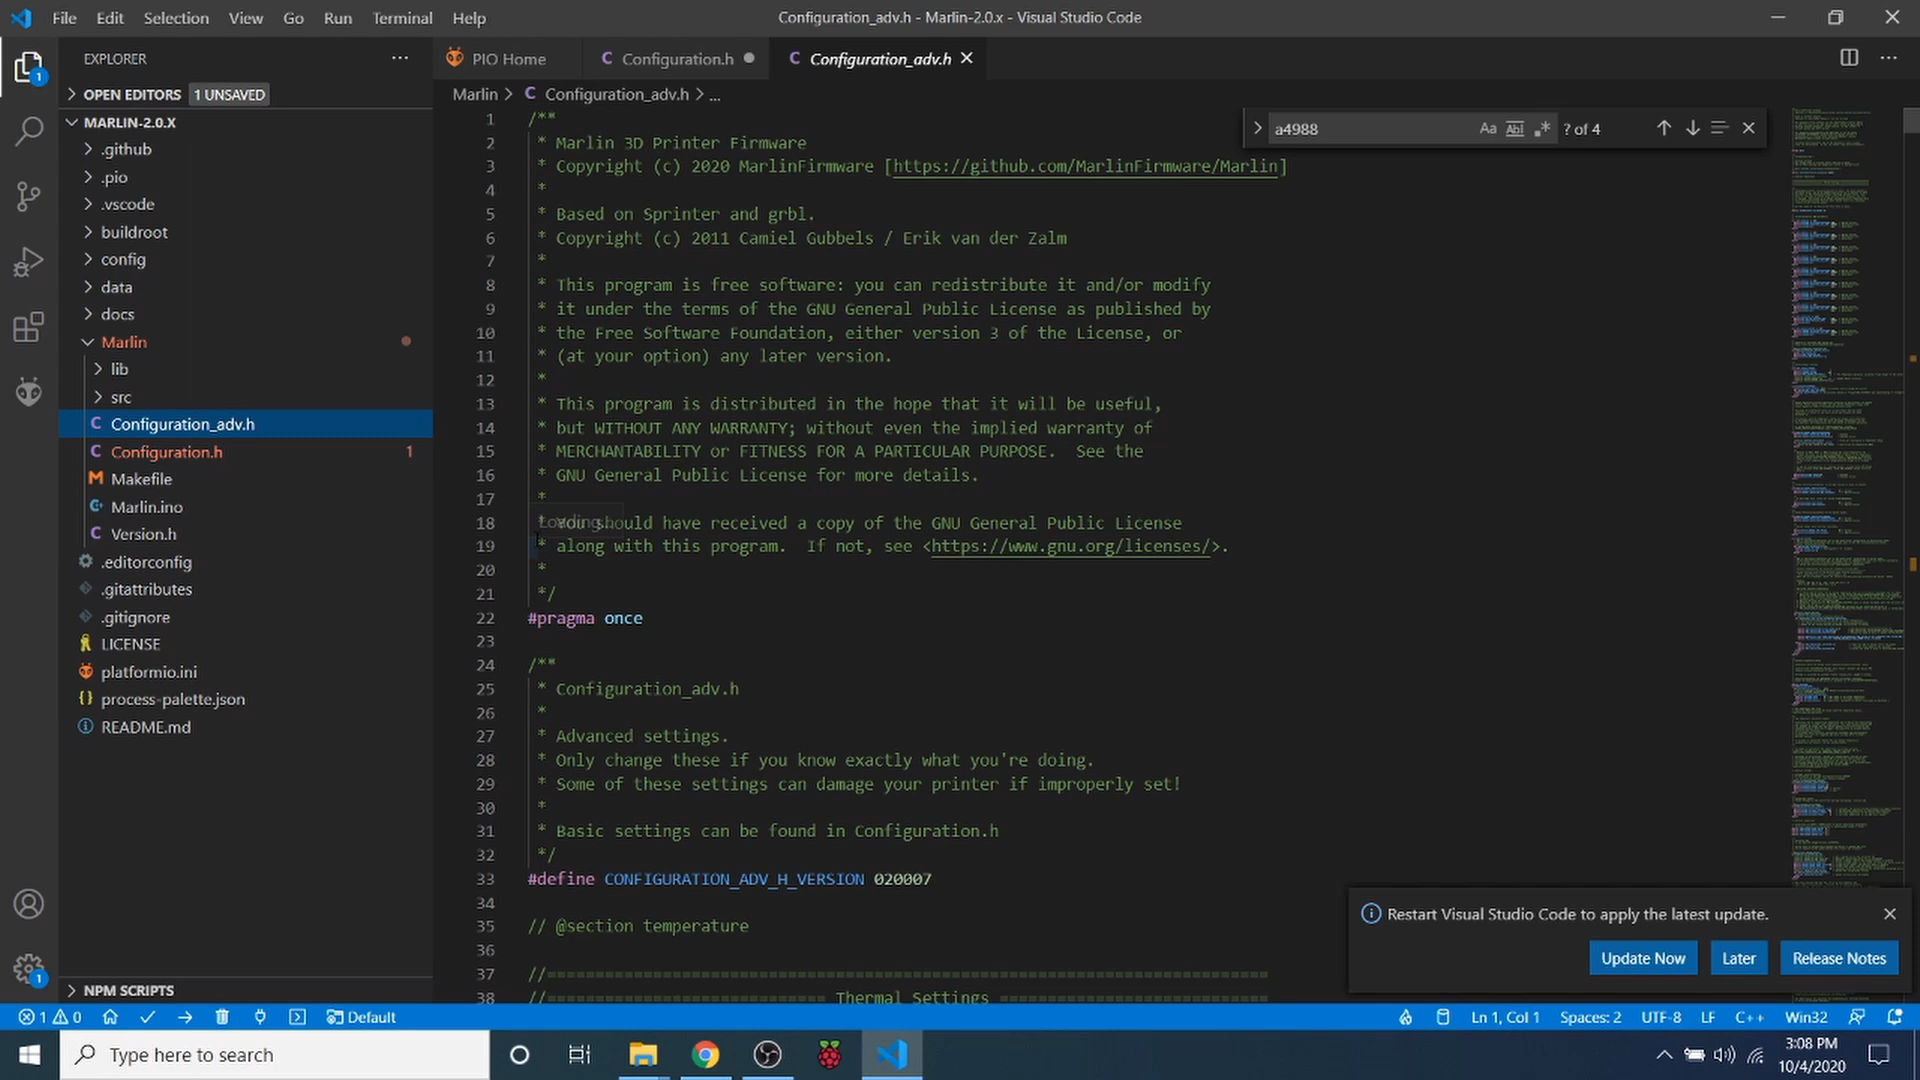 File Edit Selection View Go Run Terminal Help
Configuration_adv.h - Marlin-2.0.x - Visual Studio Code
EXPLORER
PIO Home
Configuration.h
Configuration_adv.h
OPEN EDITORS 1 UNSAVED
MARLIN-2.0.X
.github
.pio
.vscode
buildroot
config
data
docs
Marlin
lib
src
Configuration_adv.h
Configuration.h 1
Makefile
Marlin.ino
Version.h
.editorconfig
.gitattributes
.gitignore
LICENSE
platformio.ini
process-palette.json
README.md
NPM SCRIPTS
Marlin > C Configuration_adv.h > ...
a4988 Aa Abl .* ? of 4
1 /**
2 * Marlin 3D Printer Firmware
3 * Copyright (c) 2020 MarlinFirmware [https://github.com/MarlinFirmware/Marlin]
4 *
5 * Based on Sprinter and grbl.
6 * Copyright (c) 2011 Camiel Gubbels / Erik van der Zalm
7 *
8 * This program is free software: you can redistribute it and/or modify
9 * it under the terms of the GNU General Public License as published by
10 * the Free Software Foundation, either version 3 of the License, or
11 * (at your option) any later version.
12 *
13 * This program is distributed in the hope that it will be useful,
14 * but WITHOUT ANY WARRANTY; without even the implied warranty of
15 * MERCHANTABILITY or FITNESS FOR A PARTICULAR PURPOSE.  See the
16 * GNU General Public License for more details.
17 *
18 * You should have received a copy of the GNU General Public License
Loading...
19 * along with this program.  If not, see <https://www.gnu.org/licenses/>.
20 *
21 */
22 #pragma once
23
24 /**
25 * Configuration_adv.h
26 *
27 * Advanced settings.
28 * Only change these if you know exactly what you're doing.
29 * Some of these settings can damage your printer if improperly set!
30 *
31 * Basic settings can be found in Configuration.h
32 */
33 #define CONFIGURATION_ADV_H_VERSION 020007
34
35 // @section temperature
36
37 //===========================================================================
38 //============================= Thermal Settings ============================
Restart Visual Studio Code to apply the latest update.
Update Now Later Release Notes
1 0 Default Ln 1, Col 1 Spaces: 2 UTF-8 LF C++ Win32
Type here to search
3:08 PM
10/4/2020